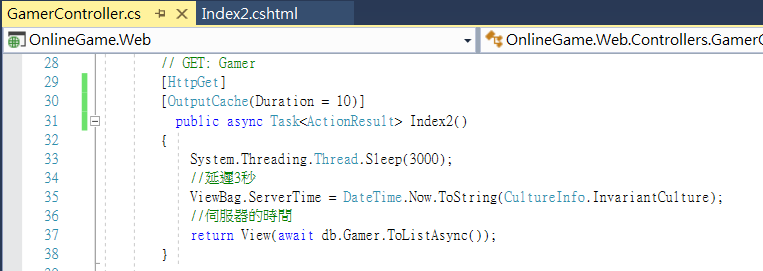 GamerController.cs Index2.cshtml
OnlineGame.Web OnlineGame.Web.Controllers.GamerC
28 // GET: Gamer
29 [HttpGet]
30 [OutputCache(Duration = 10)]
31 public async Task<ActionResult> Index2()
32 {
33 System.Threading.Thread.Sleep(3000);
34 //延遲3秒
35 ViewBag.ServerTime = DateTime.Now.ToString(CultureInfo.InvariantCulture);
36 //伺服器的時間
37 return View(await db.Gamer.ToListAsync());
38 }